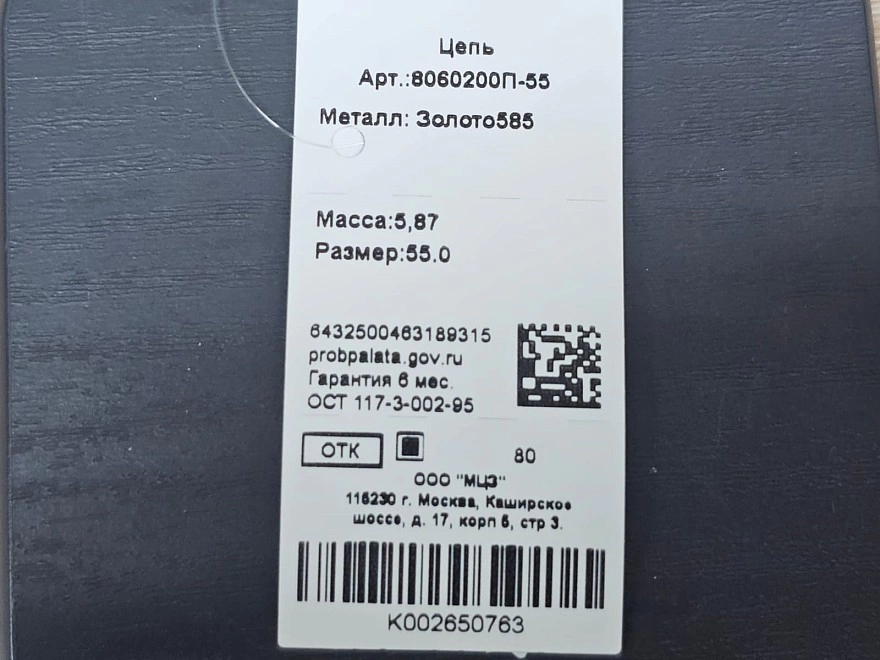 Цепь
Арт.:8060200П-55
Металл: Золото585
Масса:5,87
Размер:55.0
6432500463189315
probpalata.gov.ru
Гарантия 6 мес.
ОСТ 117-3-002-95
ОТК
80
ООО "МЦЗ"
115230 г. Москва, Каширское
шоссе, д. 17, корп 5, стр 3.
К002650763